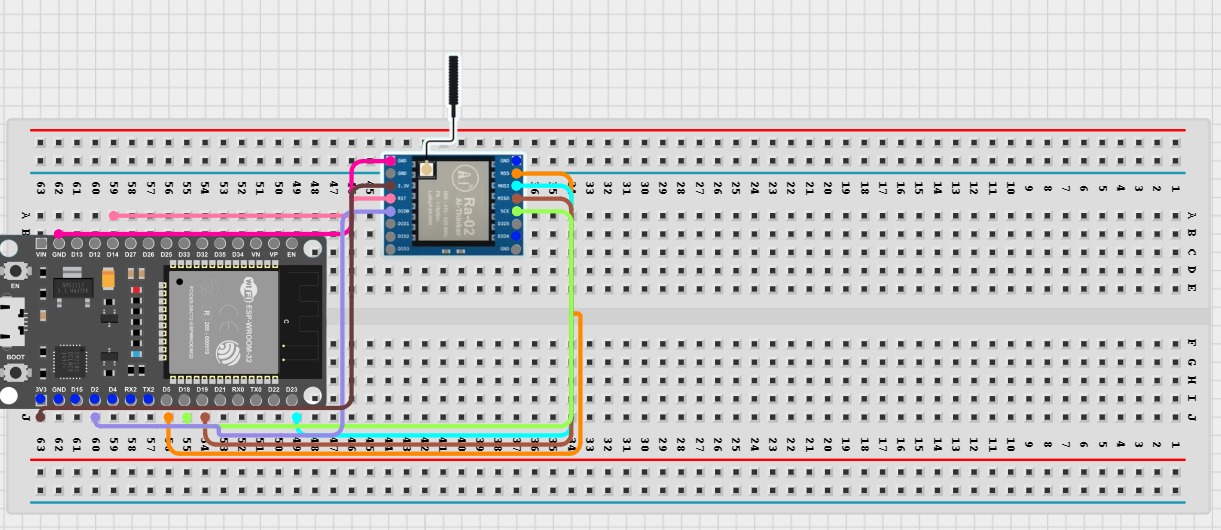 63 62 61 60 59 58 57 56 55 54 53 52 51 50 49 48 47 45 36 35 33 32 31 30 29 28 27 26 25 24 23 22 21 20 19 18 17 16 15 14 13 12 11 10 9 8 7 6 5 4 3 2 1
GND
GND
3.3V
RST
DIO0
DIO1
DIO2
DIO3
Ai
Ra-02
Ai-Thinker
GND
NSS
MOSI
MISO
SCK
DIO5
DIO4
GND
A
B
A
B
C
D
E
VIN GND D13 D12 D14 D27 D26 D25 D33 D32 D35 D34 VN VP EN
EN
BOOT
WiFi
ESP-WROOM-32
CE
3V3 GND D15 D2 D4 RX2 TX2 D5 D18 D19 D21 RX0 TX0 D22 D23
F
G
H
I
J
J
63 62 61 60 59 58 57 55 54 53 52 51 50 49 48 47 46 45 44 43 42 41 40 39 38 37 36 35 33 32 31 30 29 28 27 26 25 24 23 22 21 20 19 18 17 16 15 14 13 12 11 10 9 8 7 6 5 4 3 2 1